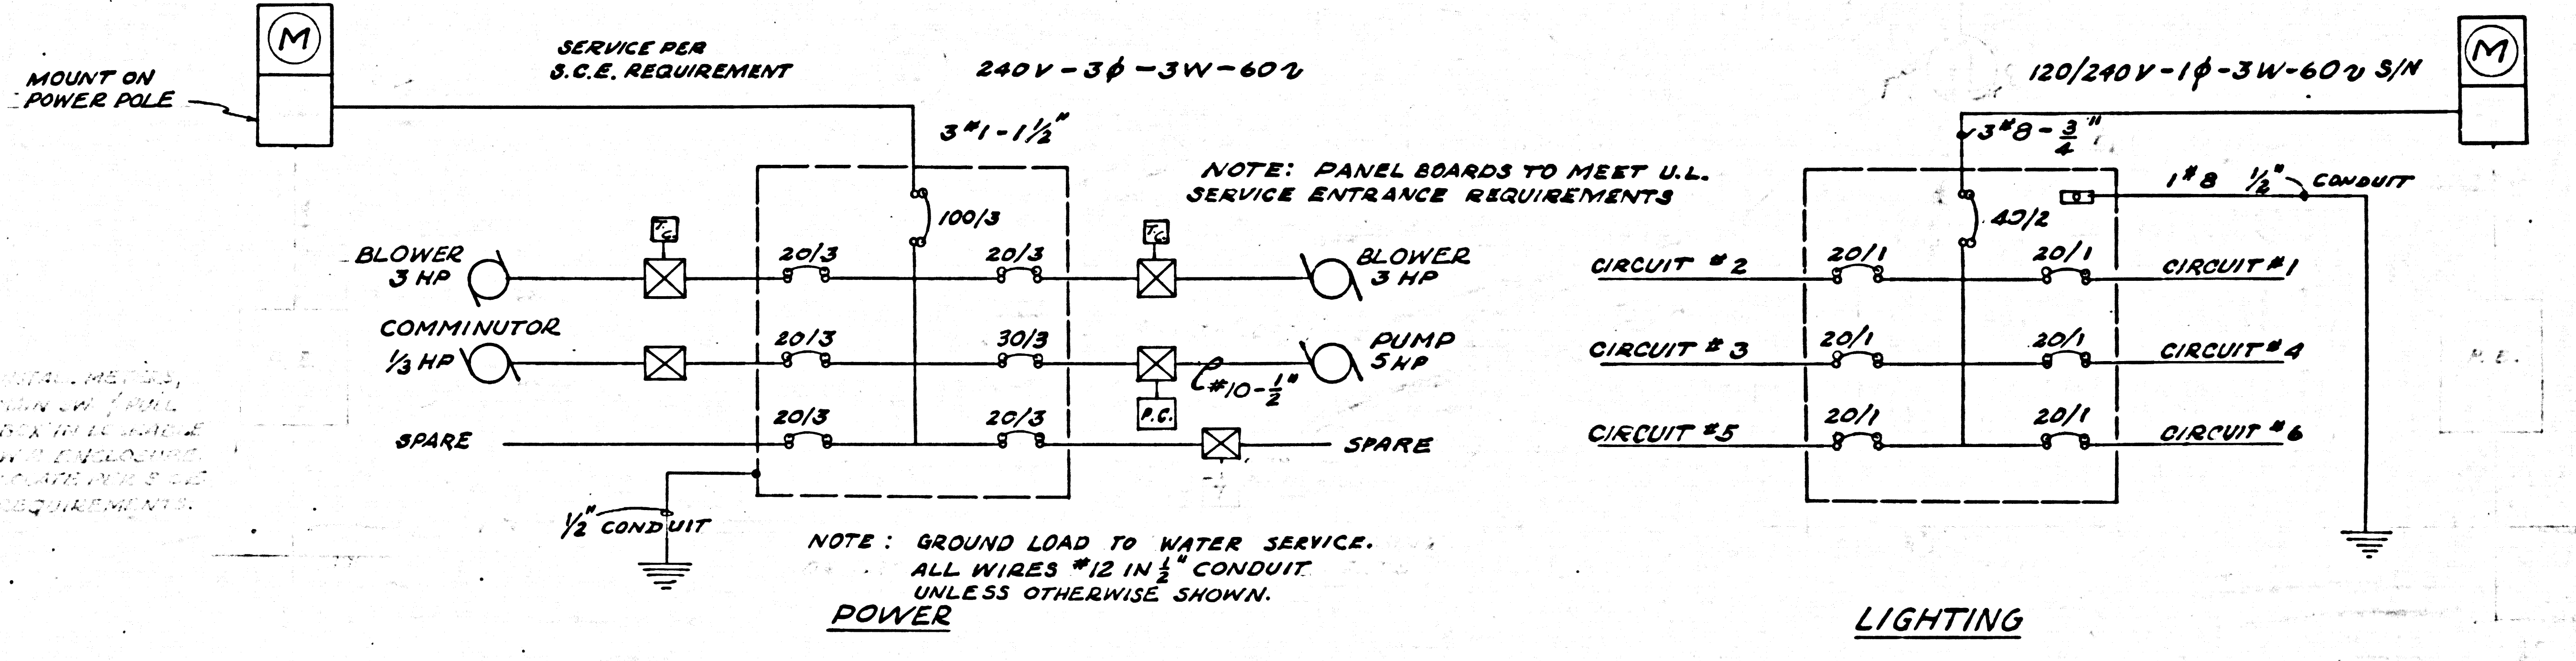 M
MOUNT ON
POWER POLE
SERVICE PER
S.C.E. REQUIREMENT
240V-3ϕ-3W-60~
3#1-1½"
NOTE: PANEL BOARDS TO MEET U.L.
SERVICE ENTRANCE REQUIREMENTS
100/3
T.C.
T.C.
BLOWER
3 HP
20/3
20/3
BLOWER
3 HP
COMMINUTOR
1/3 HP
20/3
30/3
PUMP
5 HP
#10-½"
P.C.
SPARE
20/3
20/3
SPARE
½" CONDUIT
NOTE: GROUND LOAD TO WATER SERVICE.
ALL WIRES #12 IN ½" CONDUIT
UNLESS OTHERWISE SHOWN.
POWER
120/240V-1ϕ-3W-60~ S/N
M
3#8-¾"
1#8 ½" CONDUIT
40/2
CIRCUIT #2
20/1
20/1
CIRCUIT #1
CIRCUIT #3
20/1
20/1
CIRCUIT #4
CIRCUIT #5
20/1
20/1
CIRCUIT #6
LIGHTING
REQUIREMENTS.